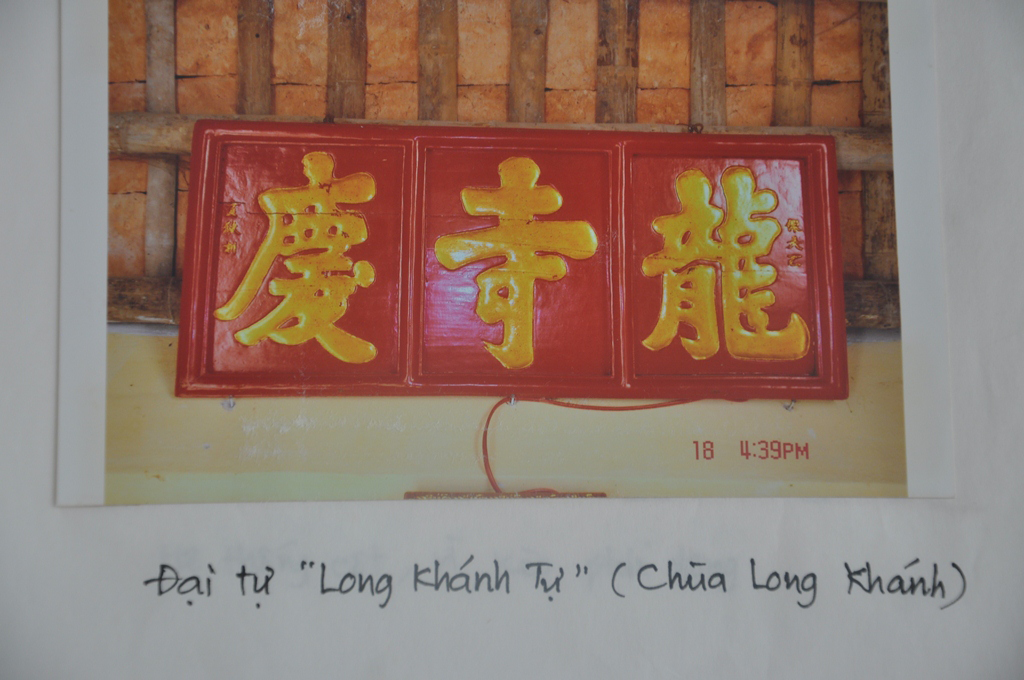 龍寺慶
18 4:39PM
Đại tự "Long Khánh Tự" (Chùa Long Khánh)